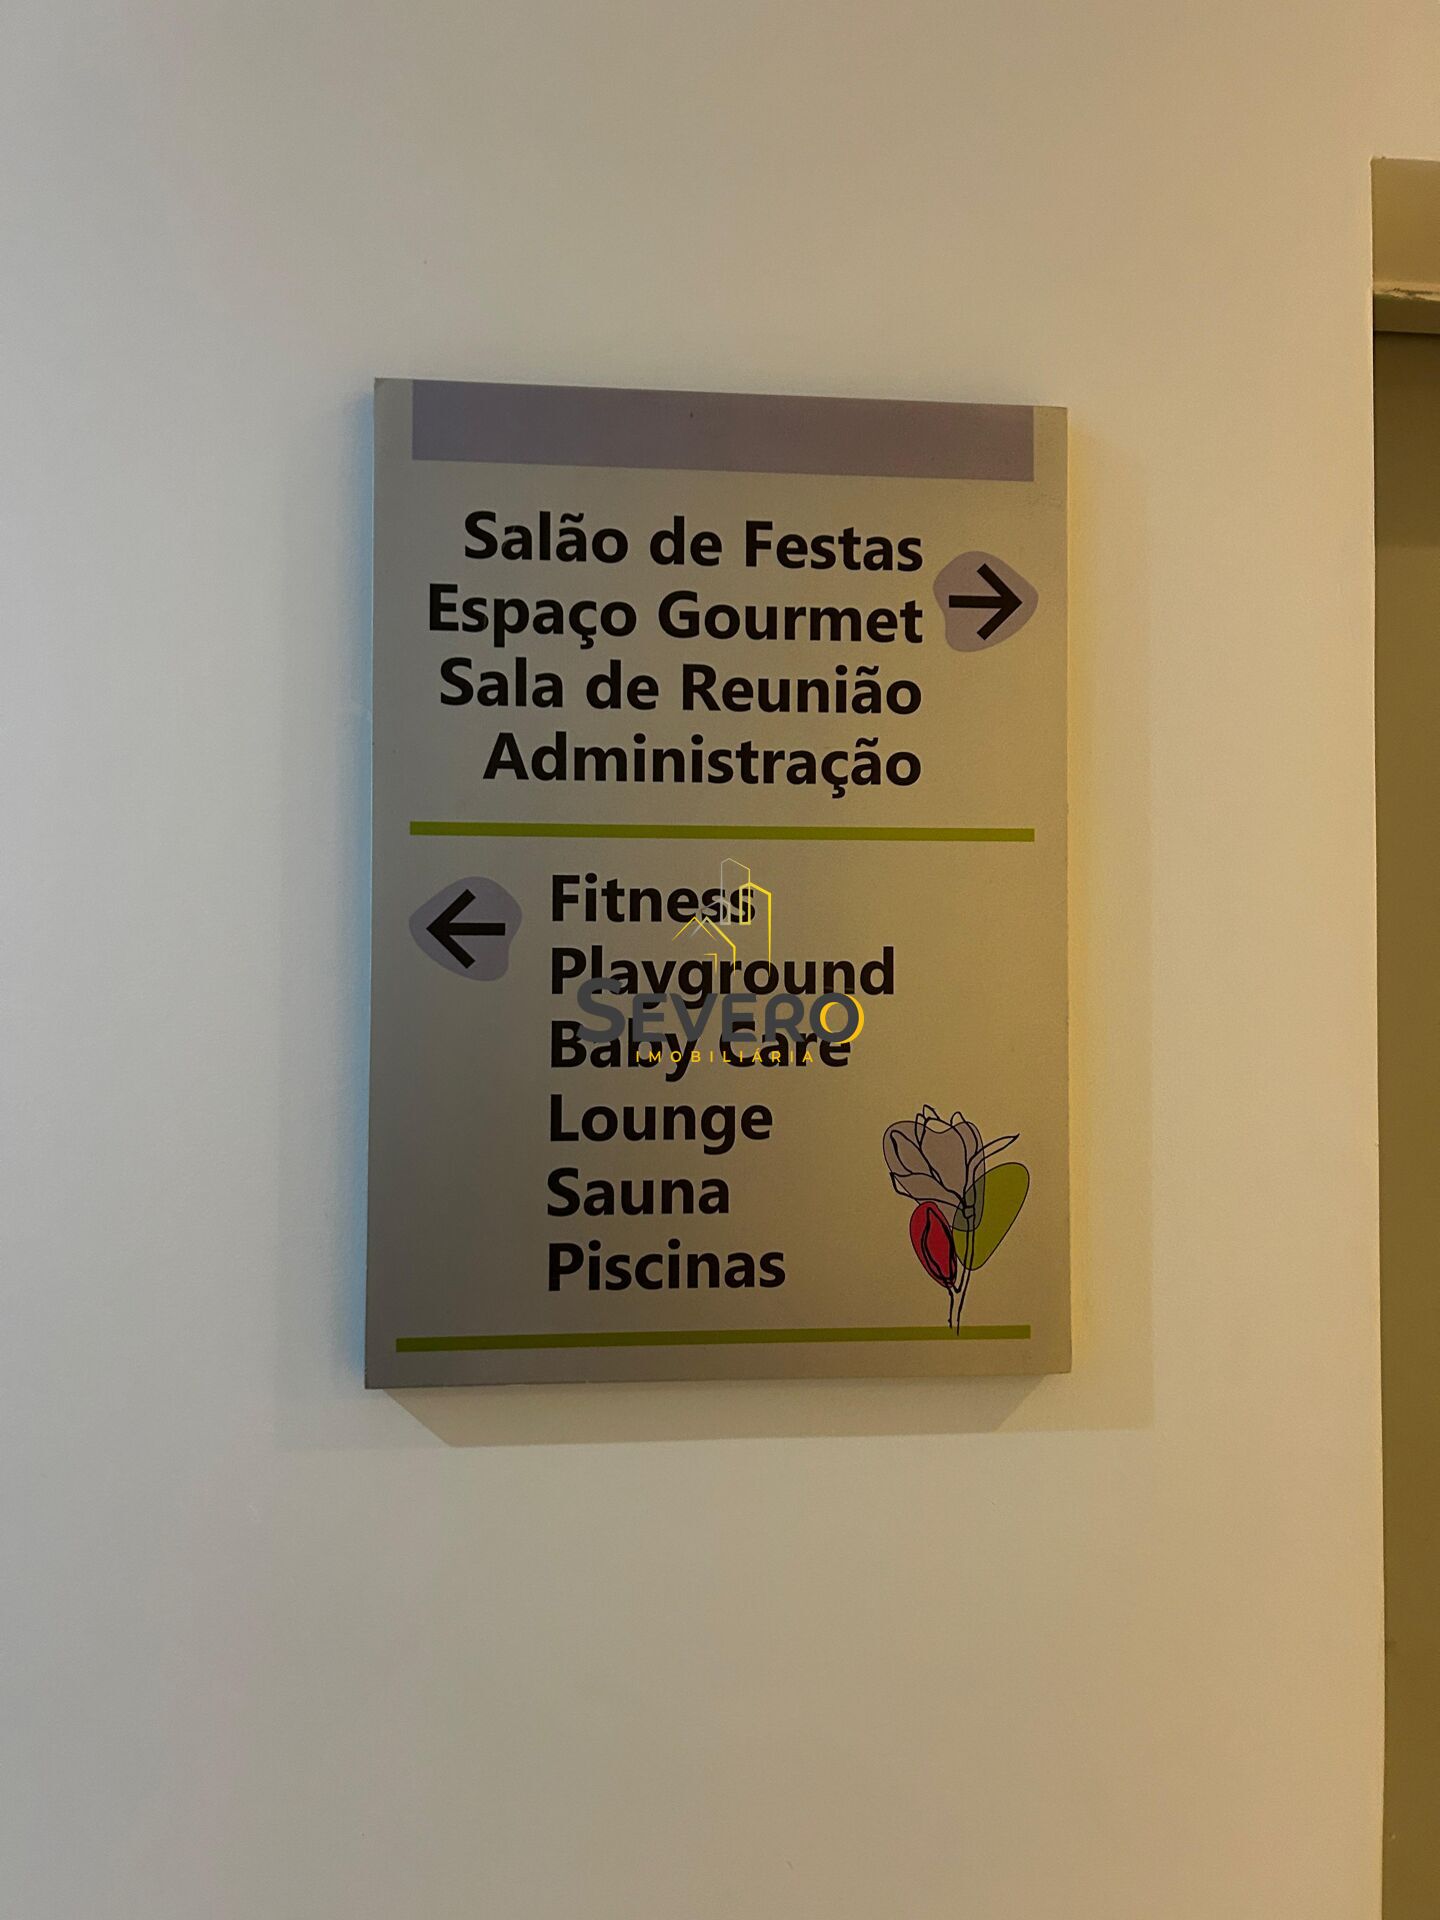 Salão de Festas
Espaço Gourmet
Sala de Reunião
Administração
Fitness
Playground
Baby Care
SEVERO
IMOBILIÁRIA
Lounge
Sauna
Piscinas